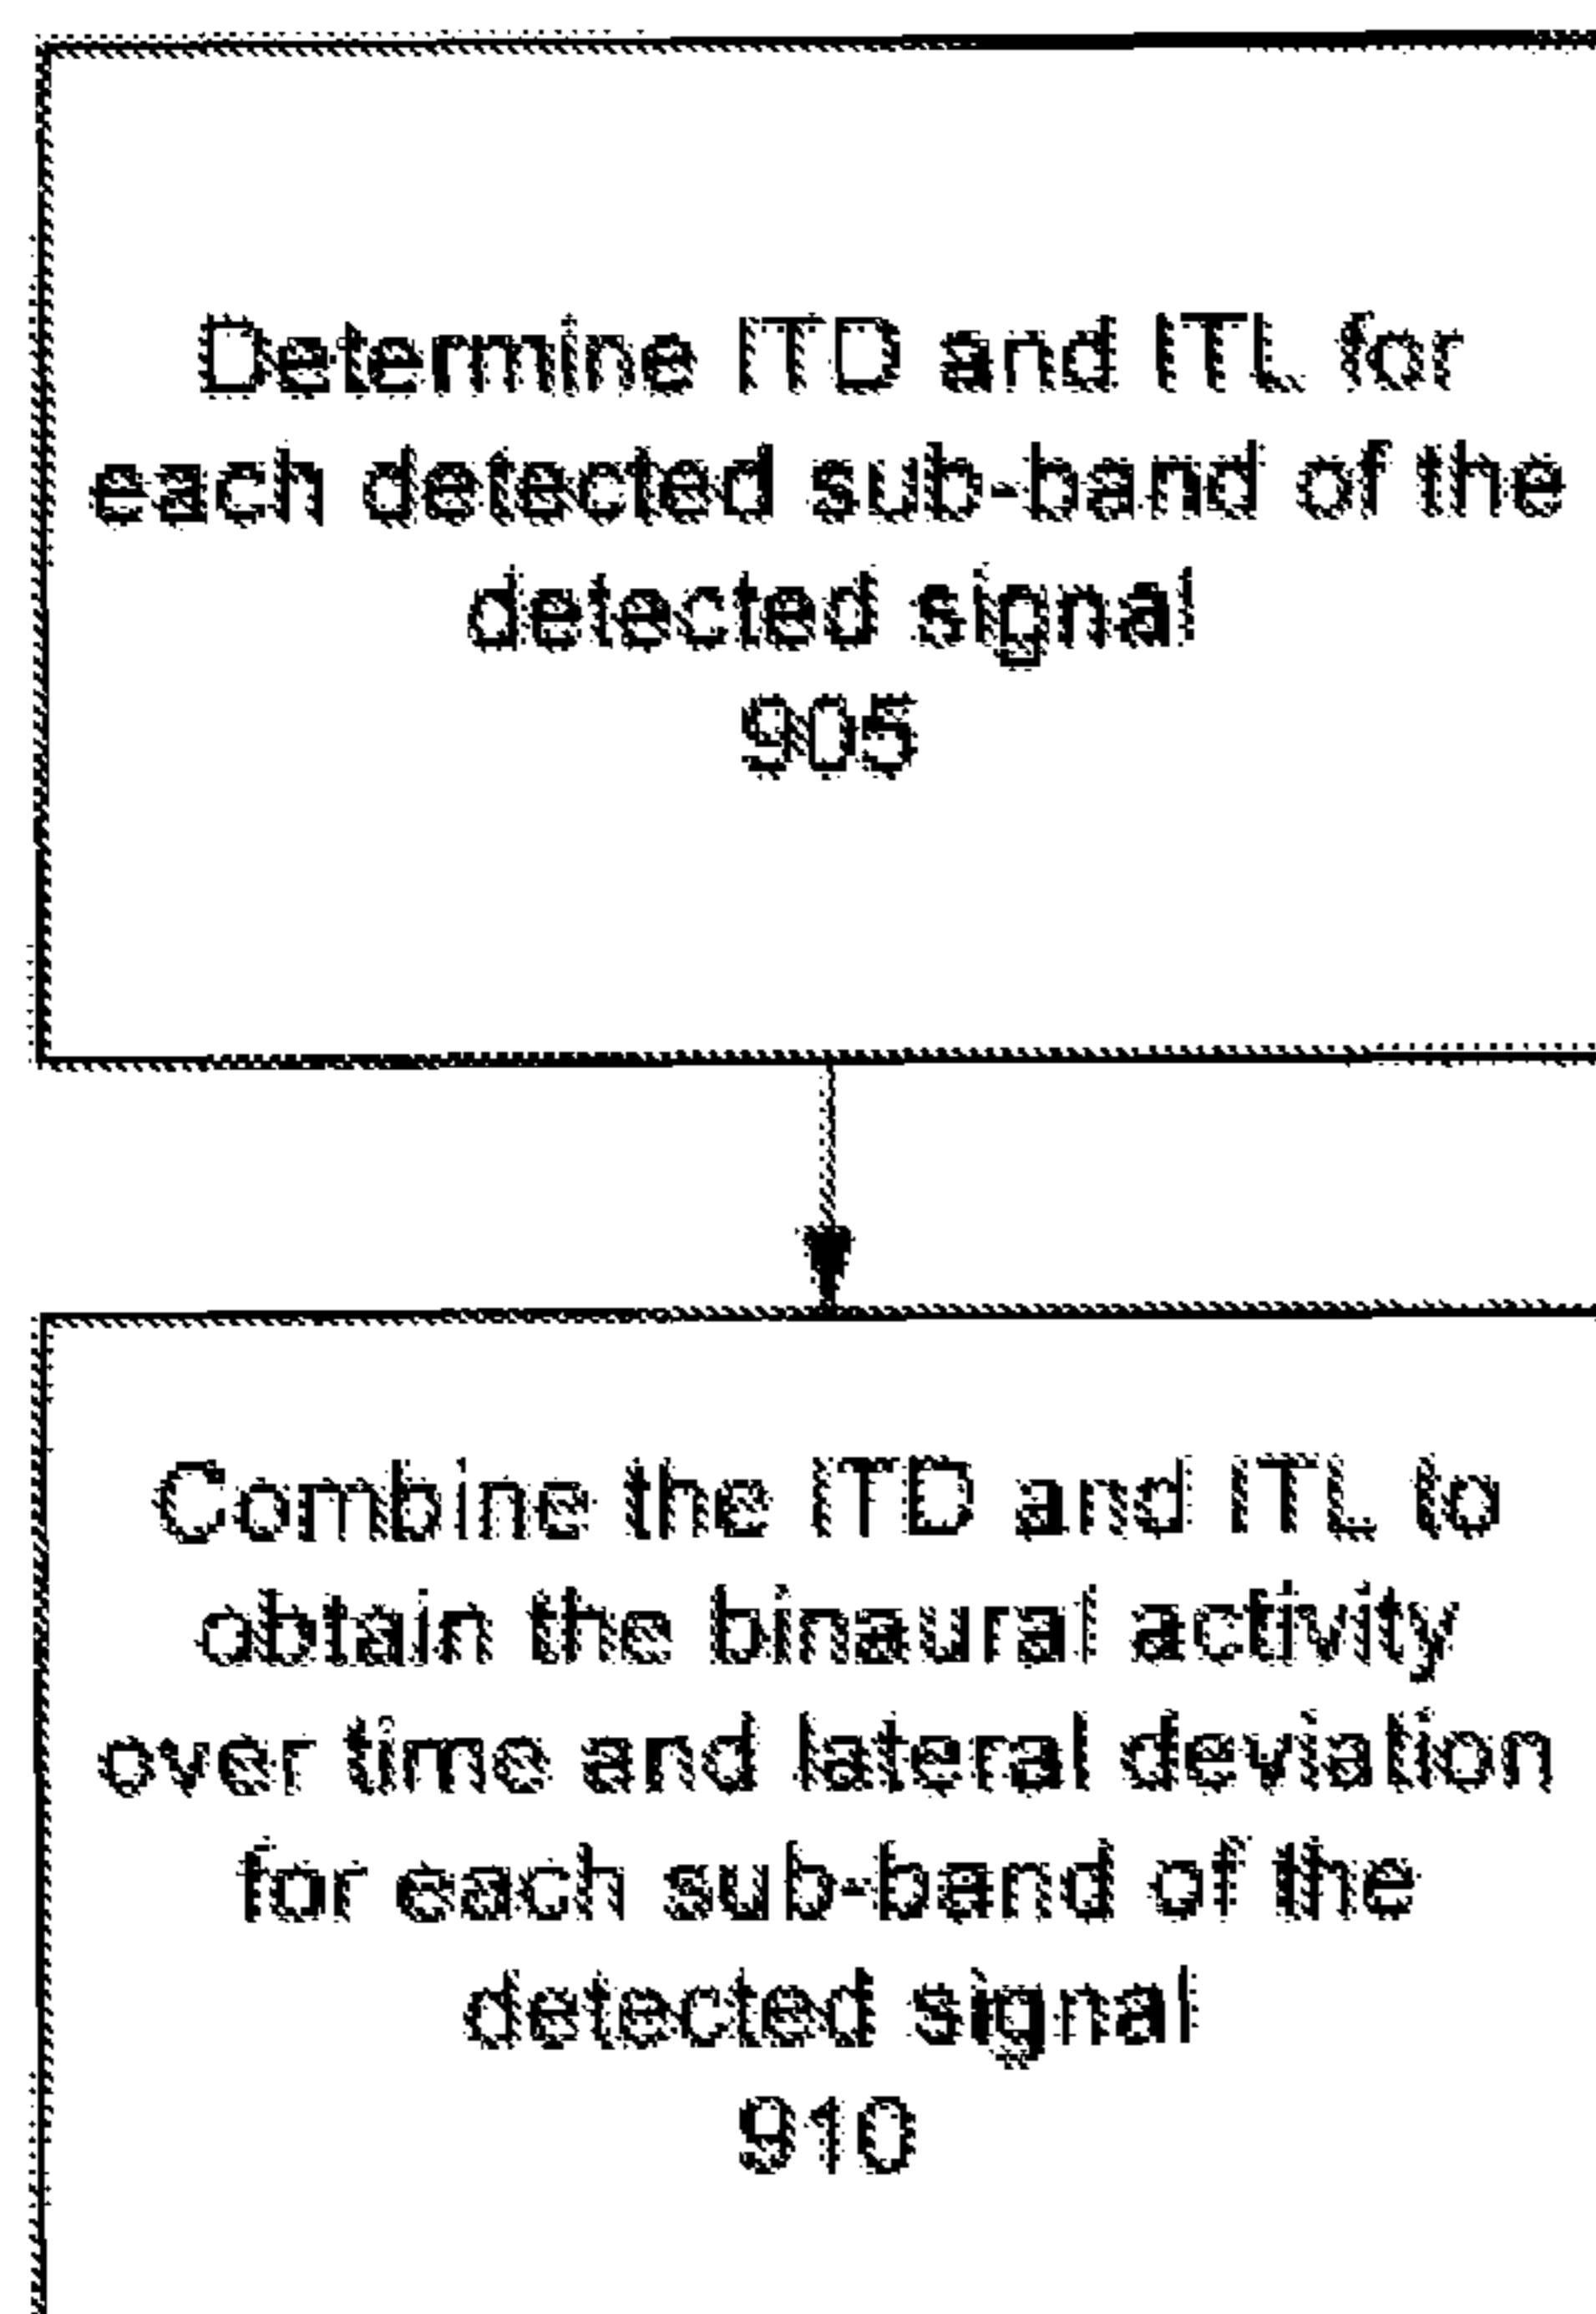 Determine ITD and ITL for
each detected sub-band of the
detected signal
905
Combine the ITD and ITL to
obtain the binaural activity
over time and lateral deviation
for each sub-band of the
detected signal
910